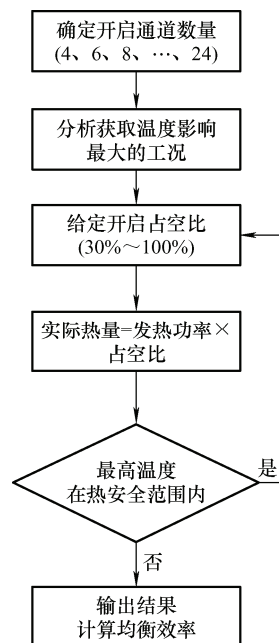 确定开启通道数量
(4、6、8、…、24)
分析获取温度影响
最大的工况
给定开启占空比
(30%～100%)
实际热量=发热功率×
占空比
最高温度
在热安全范围内
是
否
输出结果
计算均衡效率